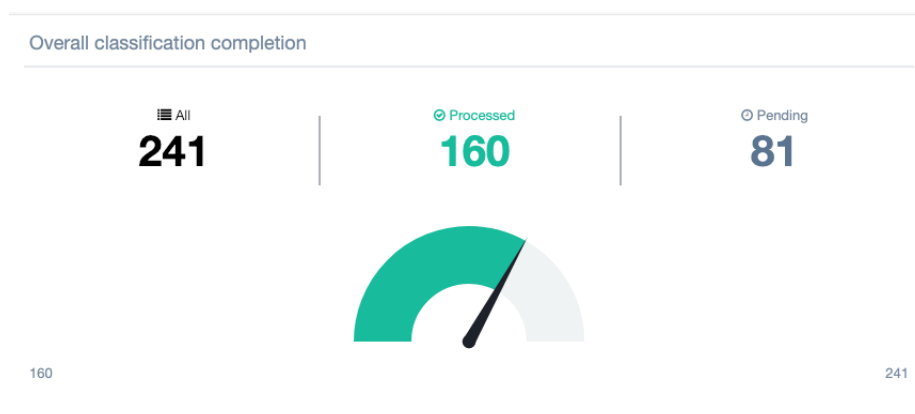 Overall classification completion
All
241
Processed
160
Pending
81
160
241